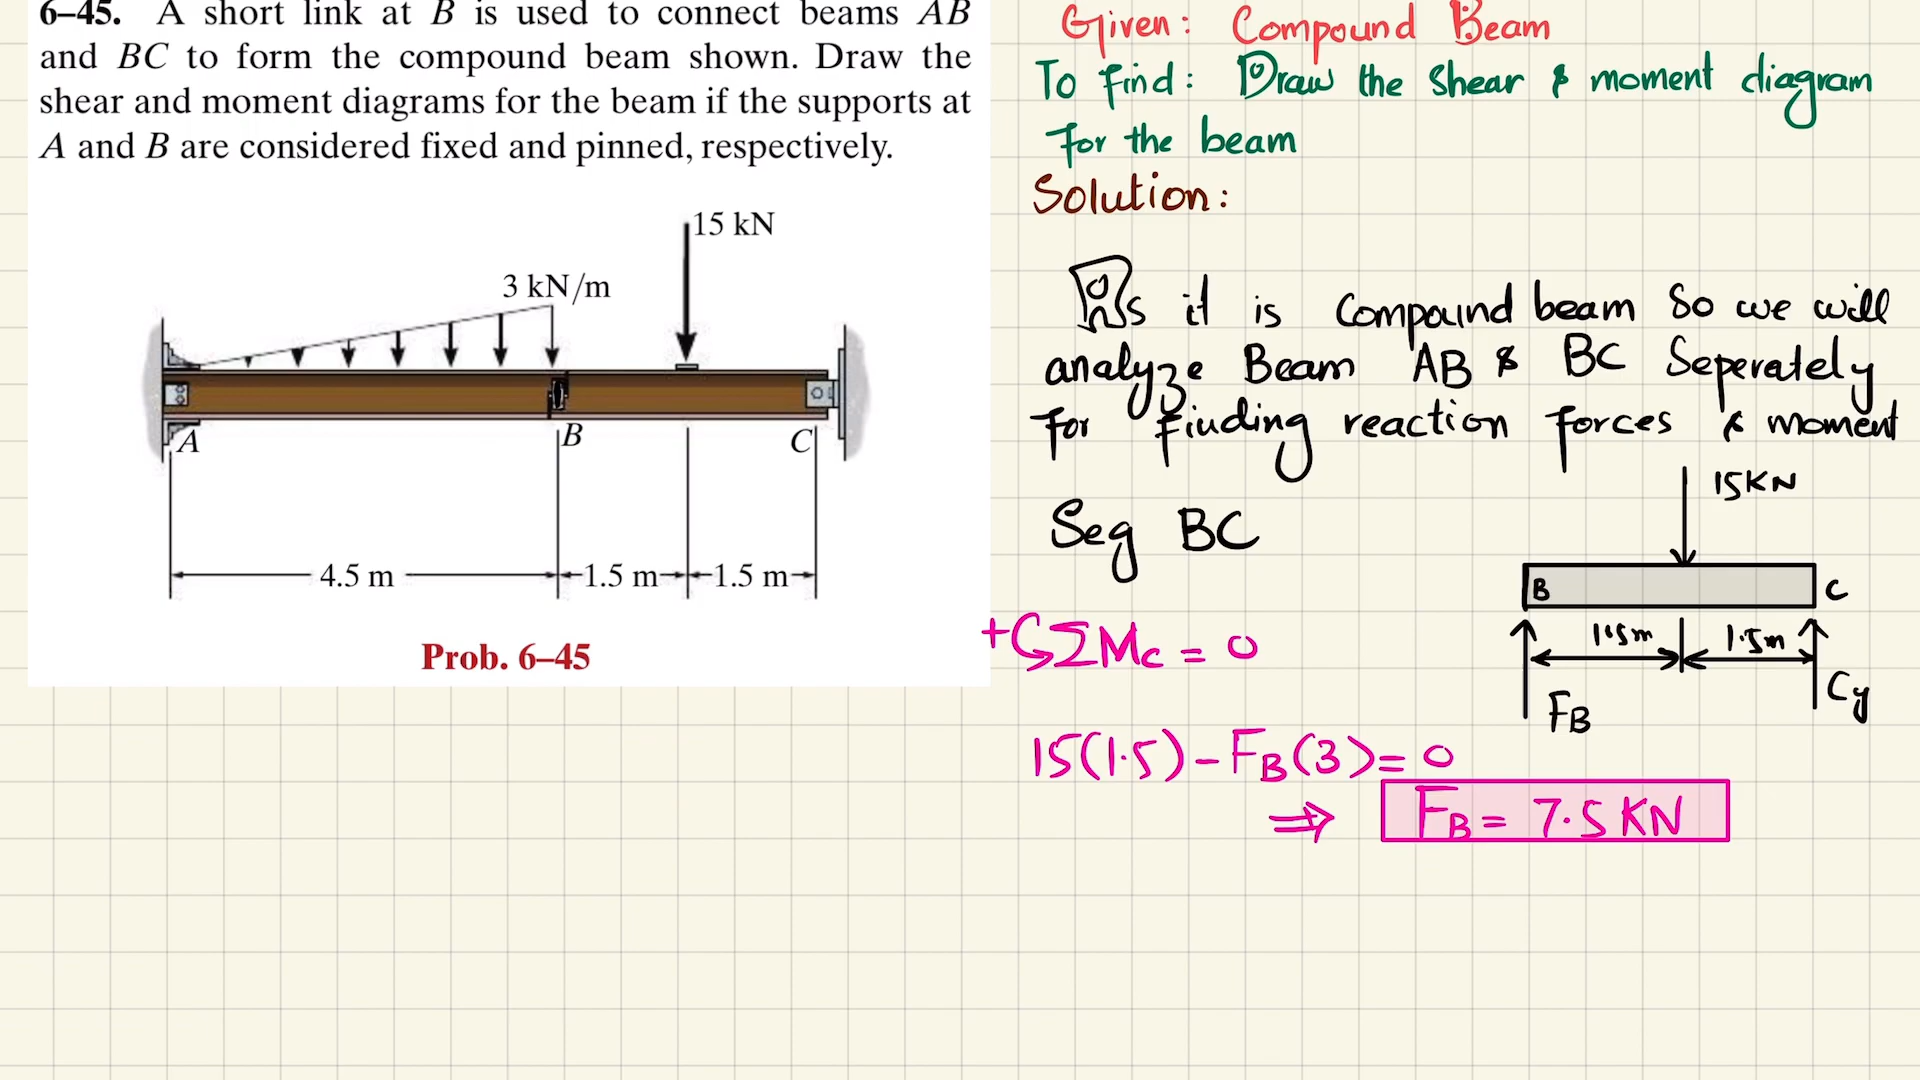 6–45. A short link at B is used to connect beams AB
and BC to form the compound beam shown. Draw the
shear and moment diagrams for the beam if the supports at
A and B are considered fixed and pinned, respectively.
15 kN
3 kN/m
A
B
C
4.5 m
1.5 m
1.5 m
Prob. 6–45
Given: Compound Beam
To find: Draw the Shear & moment diagram
for the beam
Solution:
As it is Compound beam So we will
analyze Beam AB & BC Seperately
for finding reaction forces & moment
Seg BC
15KN
B
C
1.5m
1.5m
FB
Cy
+↺ΣMc = 0
15(1.5)-FB(3)= 0
⇒ FB = 7.5 KN